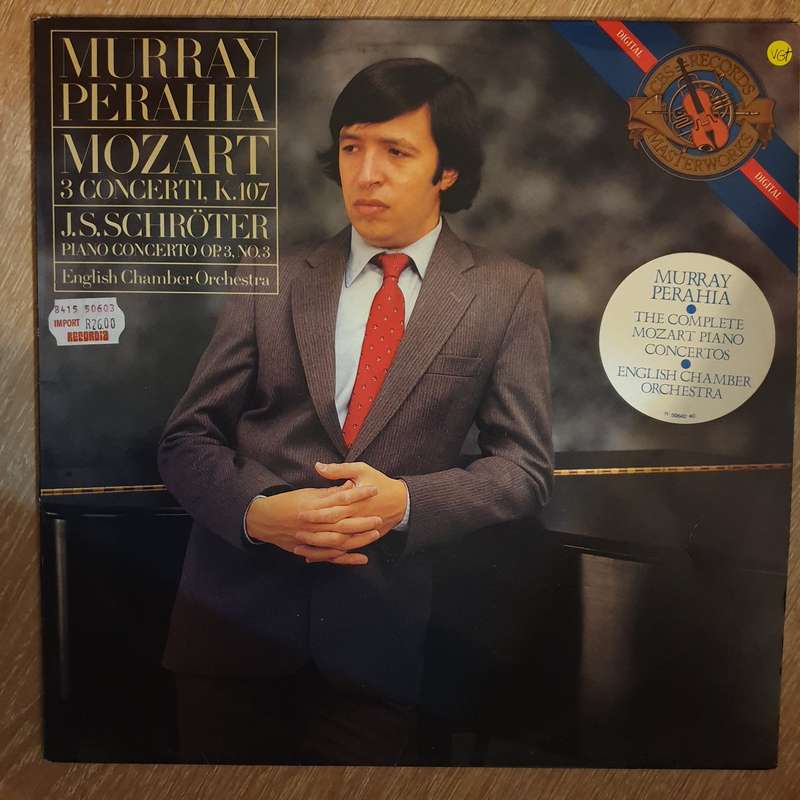 MURRAY
PERAHIA
MOZART
3 CONCERTI, K.107
J.S.SCHRÖTER
PIANO CONCERTO OP.3, NO.3
English Chamber Orchestra
8415 50603
IMPORT R26.00
RECORDIA
DIGITAL
CBS RECORDS
MASTERWORKS
DIGITAL
VG+
MURRAY
PERAHIA
THE COMPLETE
MOZART PIANO
CONCERTOS
ENGLISH CHAMBER
ORCHESTRA